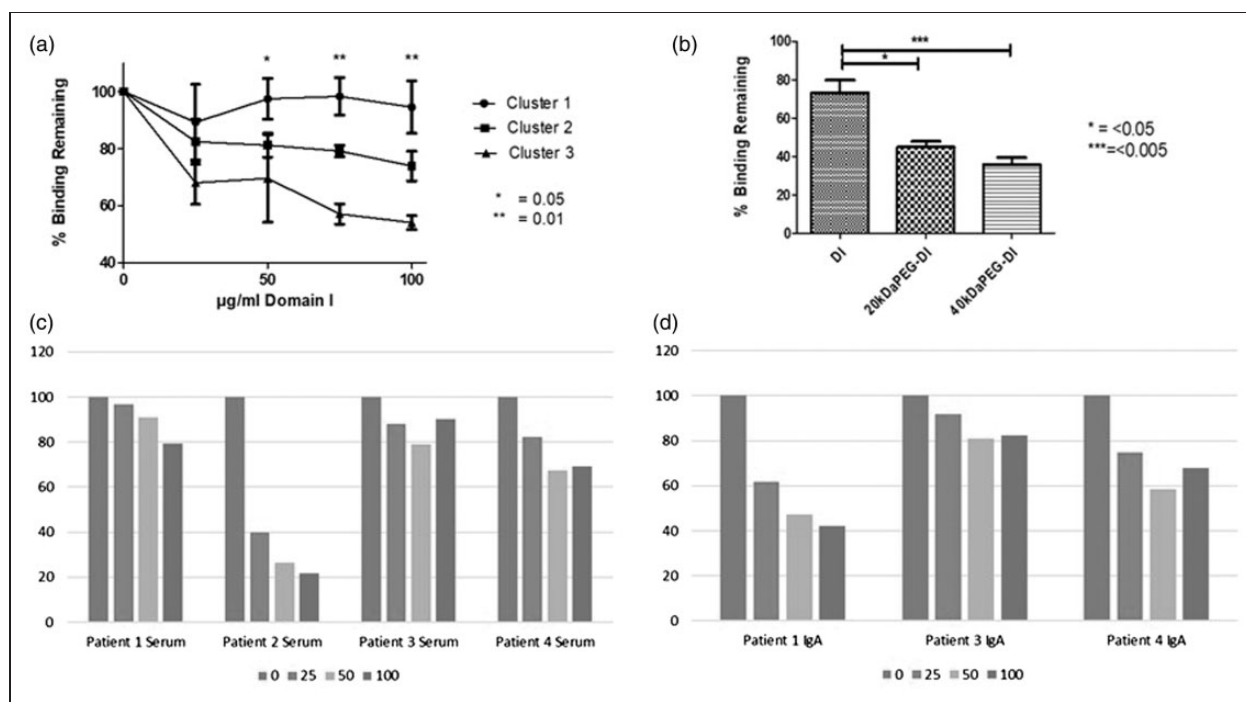 (a)
* ** **
100
80
60
40
0 50 100
% Binding Remaining
µg/ml Domain I
Cluster 1
Cluster 2
Cluster 3
* = 0.05
** = 0.01
(b)
***
*
100
80
60
40
20
0
% Binding Remaining
DI
20kDaPEG-DI
40kDaPEG-DI
* = <0.05
***=<0.005
(c)
120
100
80
60
40
20
0
Patient 1 Serum Patient 2 Serum Patient 3 Serum Patient 4 Serum
0 25 50 100
(d)
120
100
80
60
40
20
0
Patient 1 IgA Patient 3 IgA Patient 4 IgA
0 25 50 100